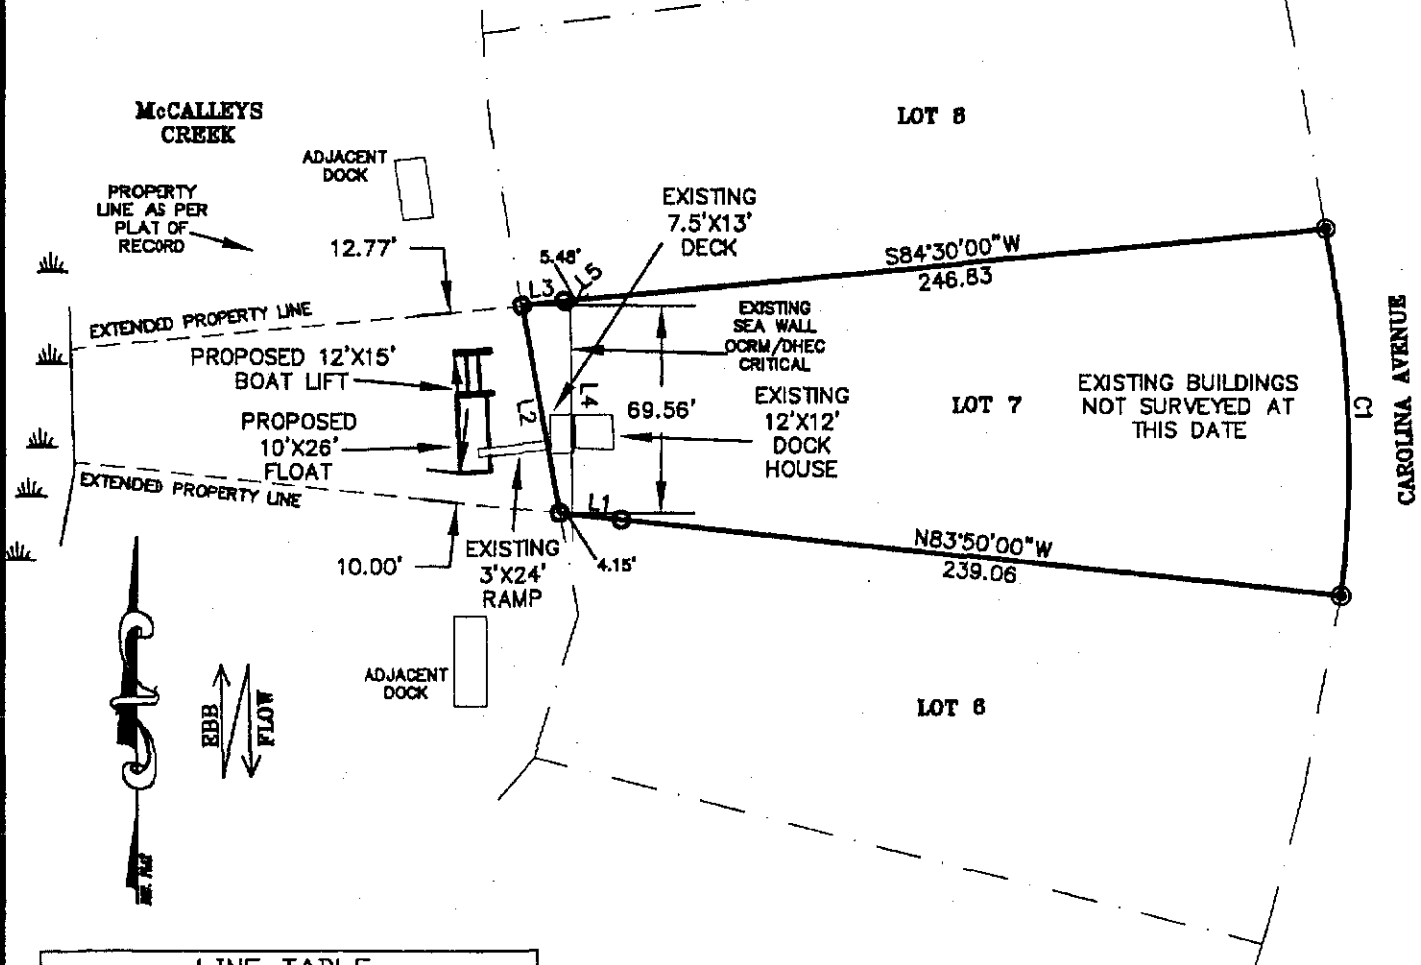 McCALLEYS
CREEK
LOT 8
ADJACENT
DOCK
PROPERTY
LINE AS PER
PLAT OF
RECORD
EXISTING
7.5'X13'
DECK
12.77'
5.48'
L3
L5
S84°30'00"W
246.83
EXTENDED PROPERTY LINE
EXISTING
SEA WALL
OCRM/DHEC
CRITICAL
PROPOSED 12'X15'
BOAT LIFT
PROPOSED
10'X26'
FLOAT
L2
L4
69.56'
EXISTING
12'X12'
DOCK
HOUSE
LOT 7
EXISTING BUILDINGS
NOT SURVEYED AT
THIS DATE
C1
CAROLINA AVENUE
EXTENDED PROPERTY LINE
L1
10.00'
EXISTING
3'X24'
RAMP
4.15'
N83°50'00"W
239.06
ADJACENT
DOCK
LOT 6
EBB
FLOW
LINE TABLE